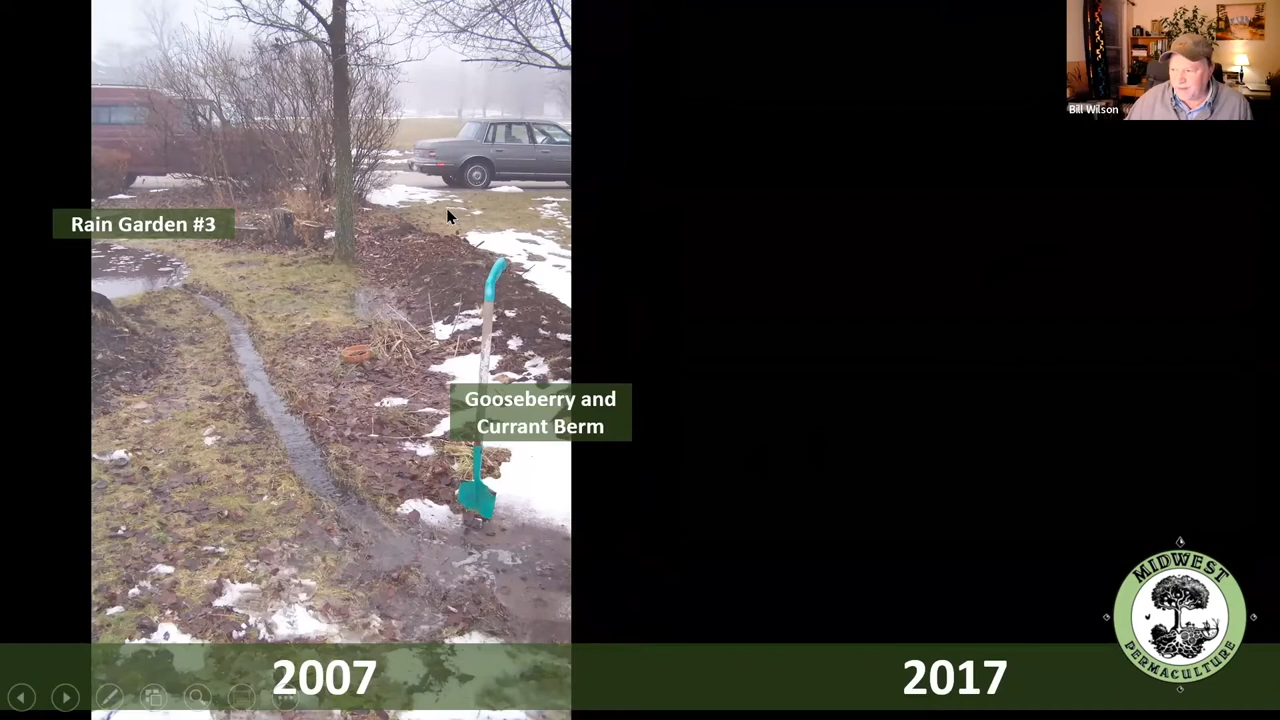 Bill Wilson
Rain Garden #3
Gooseberry and
Currant Berm
MIDWEST
PERMACULTURE
2007
2017